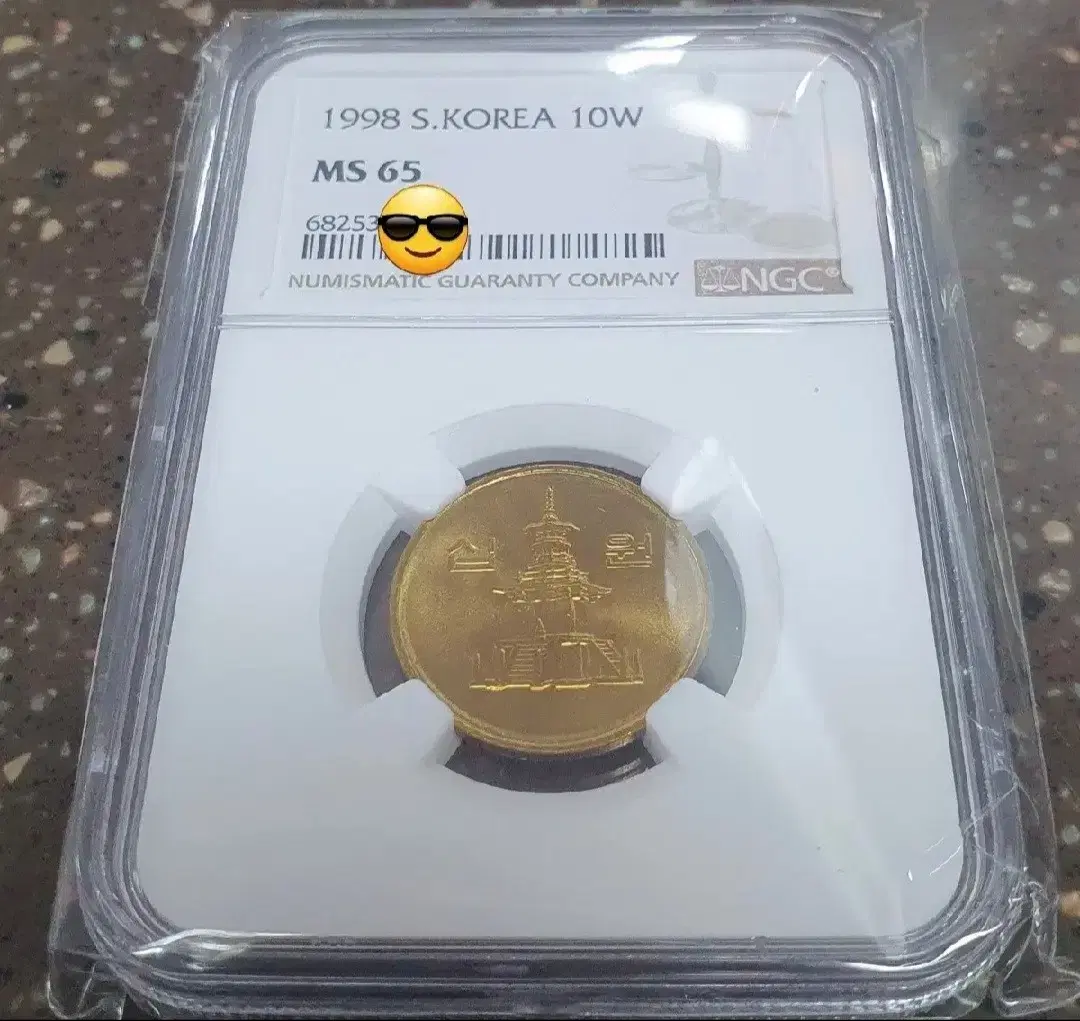 1998 S.KOREA 10W
MS 65
68253
NUMISMATIC GUARANTY COMPANY
NGC®
십 원